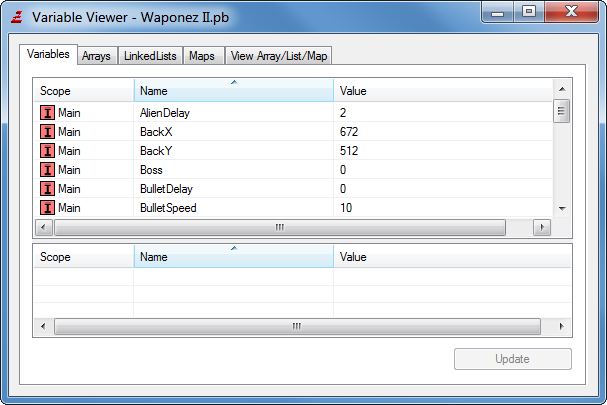 Variable Viewer - Waponez II.pb
Variables Arrays LinkedLists Maps View Array/List/Map
Scope Name Value
I Main AlienDelay 2
I Main BackX 672
I Main BackY 512
I Main Boss 0
I Main BulletDelay 0
I Main BulletSpeed 10
Scope Name Value
Update